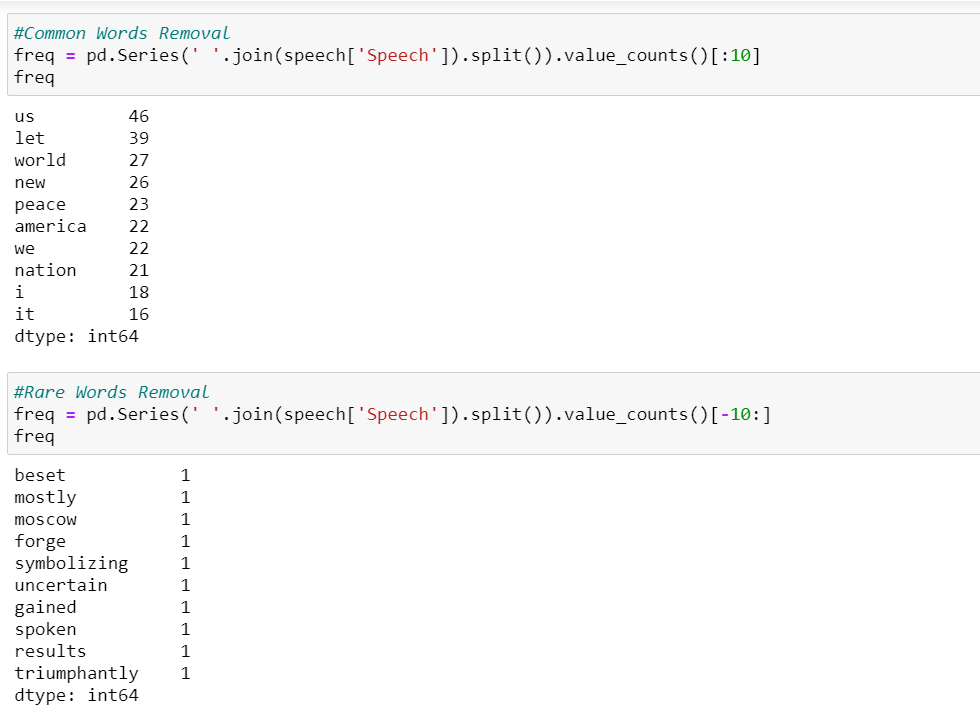 #Common Words Removal
freq = pd.Series(' '.join(speech['Speech']).split()).value_counts()[:10]
freq
us 46
let 39
world 27
new 26
peace 23
america 22
we 22
nation 21
i 18
it 16
dtype: int64
#Rare Words Removal
freq = pd.Series(' '.join(speech['Speech']).split()).value_counts()[-10:]
freq
beset 1
mostly 1
moscow 1
forge 1
symbolizing 1
uncertain 1
gained 1
spoken 1
results 1
triumphantly 1
dtype: int64